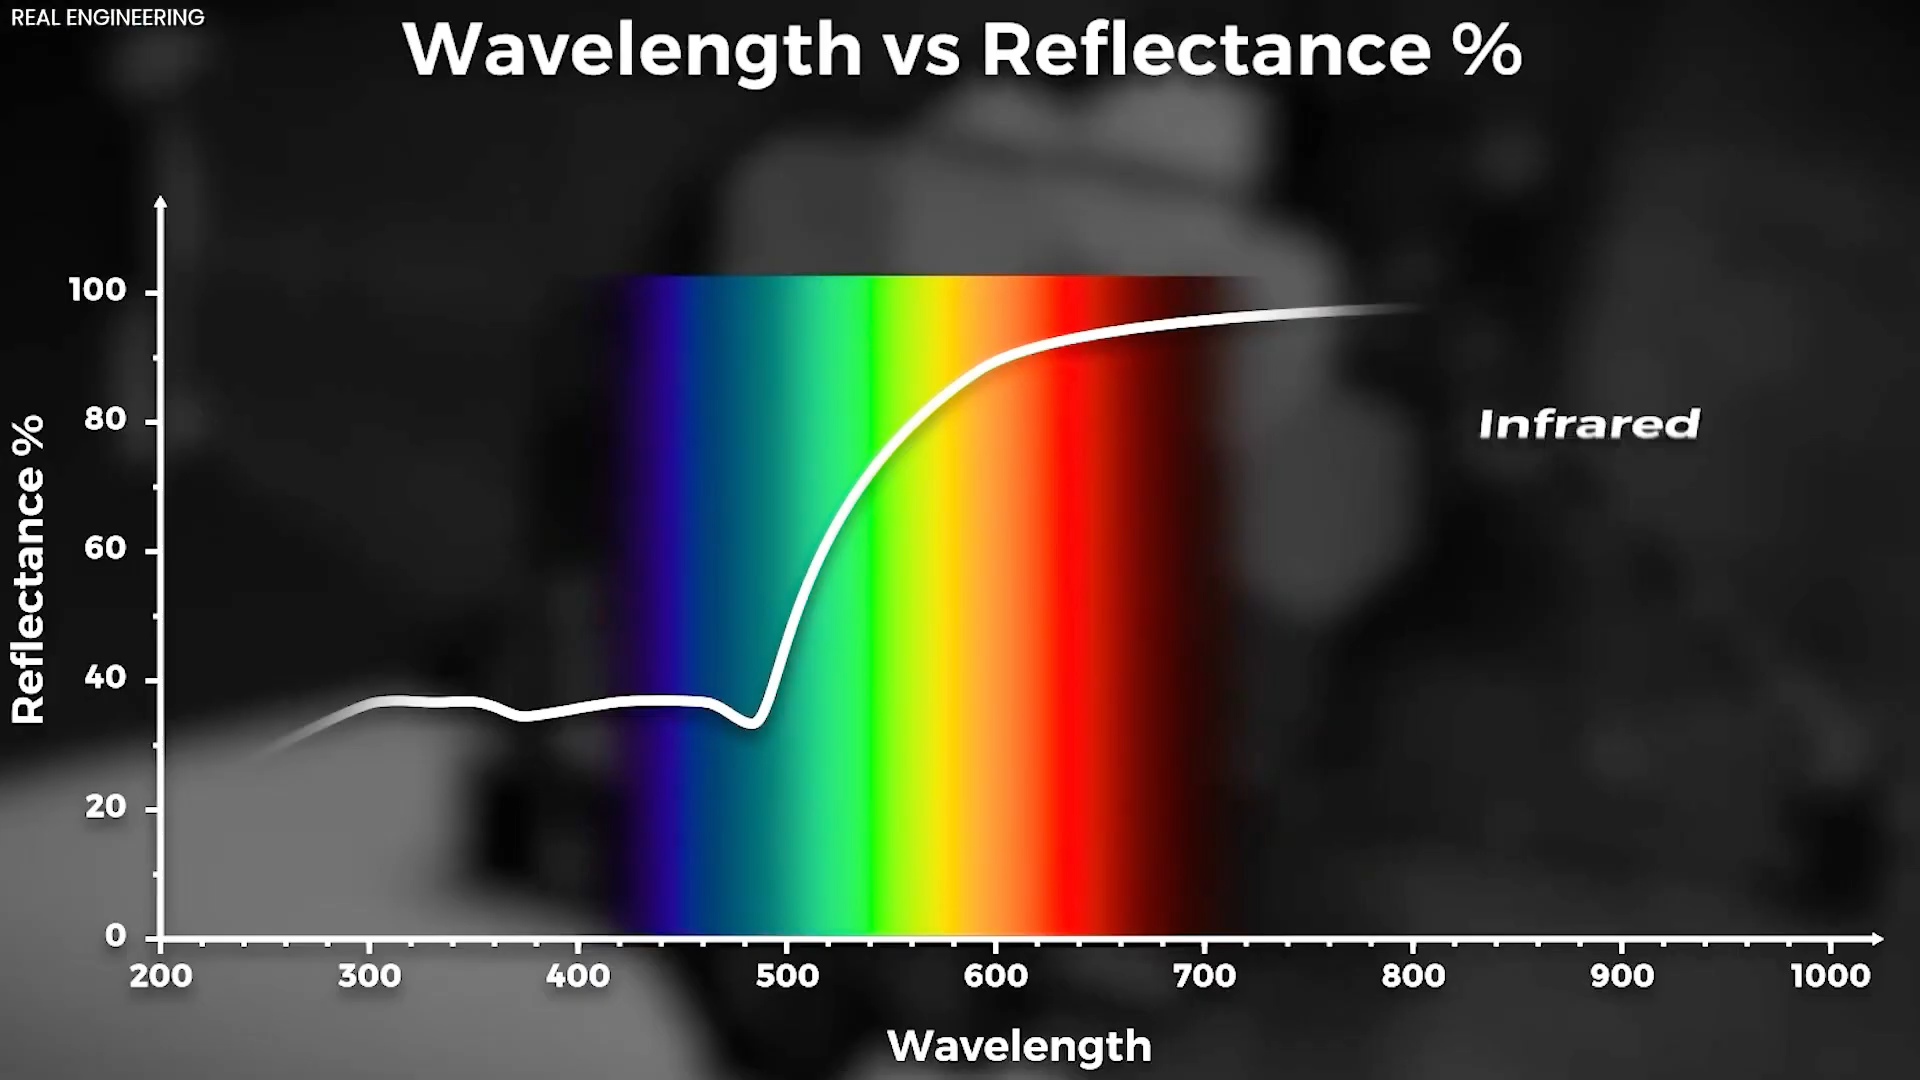 REAL ENGINEERING
Wavelength vs Reflectance %
Reflectance %
100
80
60
40
20
0
Infrared
200 300 400 500 600 700 800 900 1000
Wavelength